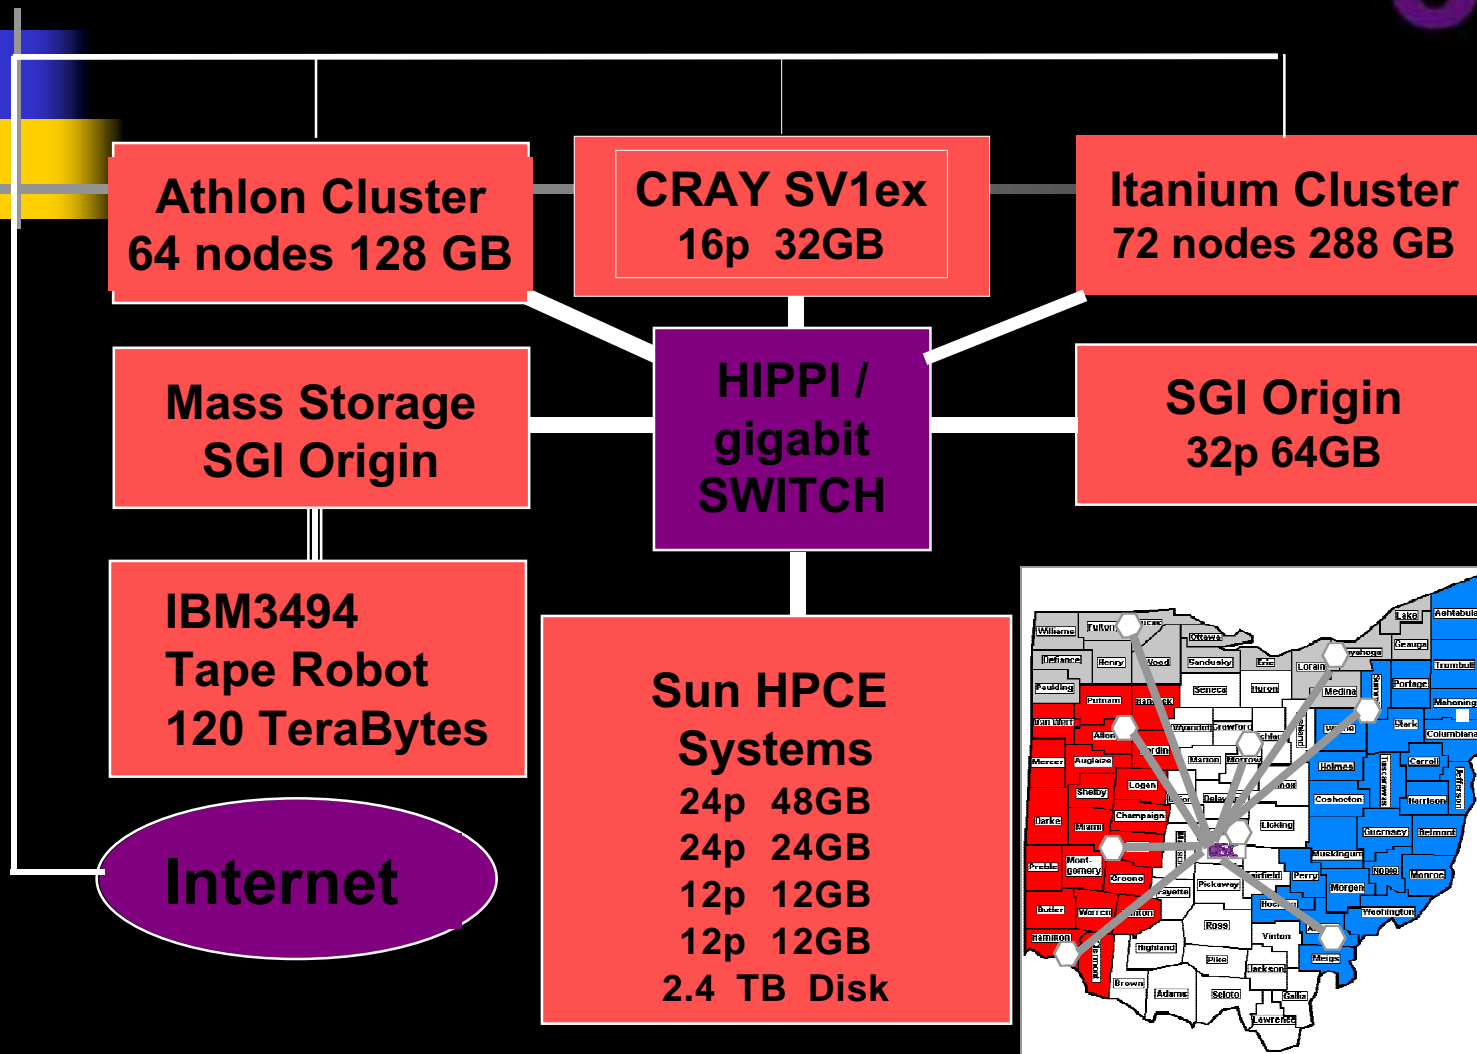 Athlon Cluster
64 nodes 128 GB
CRAY SV1ex
16p 32GB
Itanium Cluster
72 nodes 288 GB
Mass Storage
SGI Origin
HIPPI /
gigabit
SWITCH
SGI Origin
32p 64GB
IBM3494
Tape Robot
120 TeraBytes
Sun HPCE
Systems
24p 48GB
24p 24GB
12p 12GB
12p 12GB
2.4 TB Disk
Internet
Williams
Fulton
Ottawa
Lake
Ashtabula
Geauga
Defiance
Henry
Wood
Sandusky
Erie
Lorain
Trumbull
Paulding
Putnam
Seneca
Huron
Medina
Portage
Mahoning
Van Wert
Allen
Stark
Columbiana
Mercer
Auglaize
Marion
Morrow
Holmes
Carroll
Shelby
Logan
Coshocton
Harrison
Jefferson
Darke
Miami
Champaign
Licking
Guernsey
Belmont
Muskingum
Preble
Mont-
gomery
Greene
Pickaway
Perry
Morgan
Noble
Monroe
Butler
Warren
Ross
Washington
Hamilton
Highland
Vinton
Meigs
Pike
Jackson
Brown
Adams
Scioto
Gallia
Lawrence